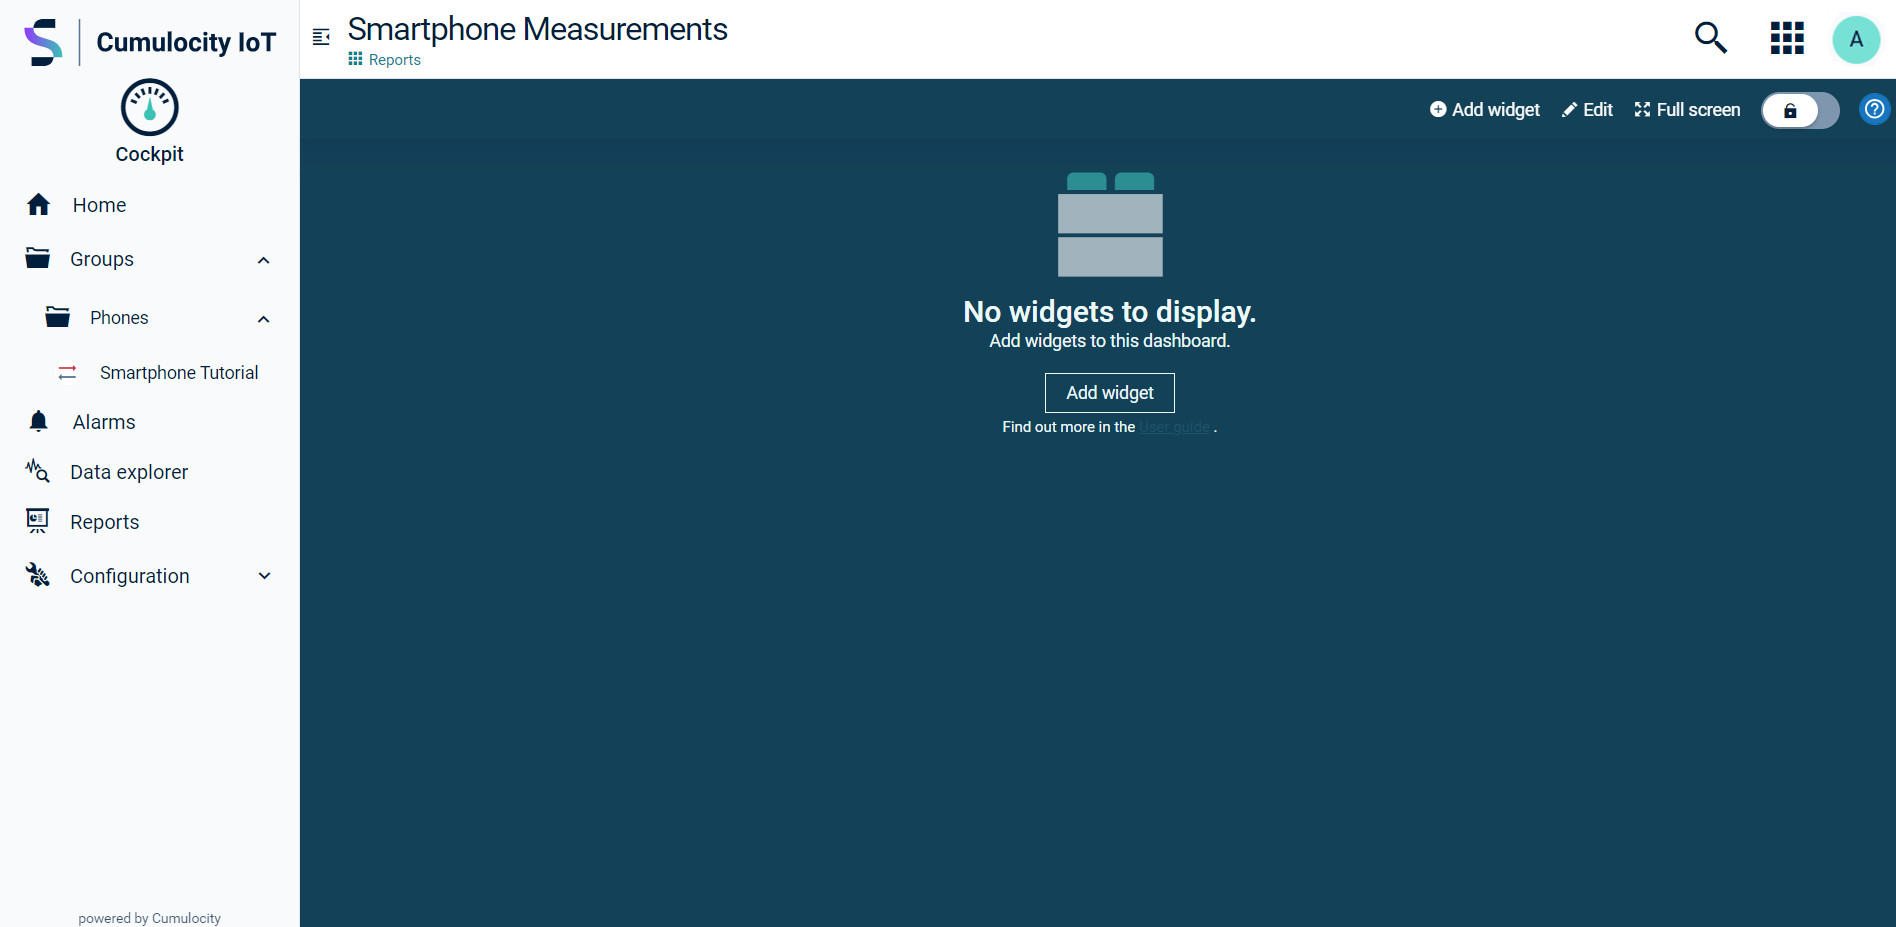 Cumulocity IoT
Cockpit
Home
Groups
Phones
Smartphone Tutorial
Alarms
Data explorer
Reports
Configuration
powered by Cumulocity
Smartphone Measurements
Reports
A
Add widget Edit Full screen
No widgets to display.
Add widgets to this dashboard.
Add widget
Find out more in the User guide .